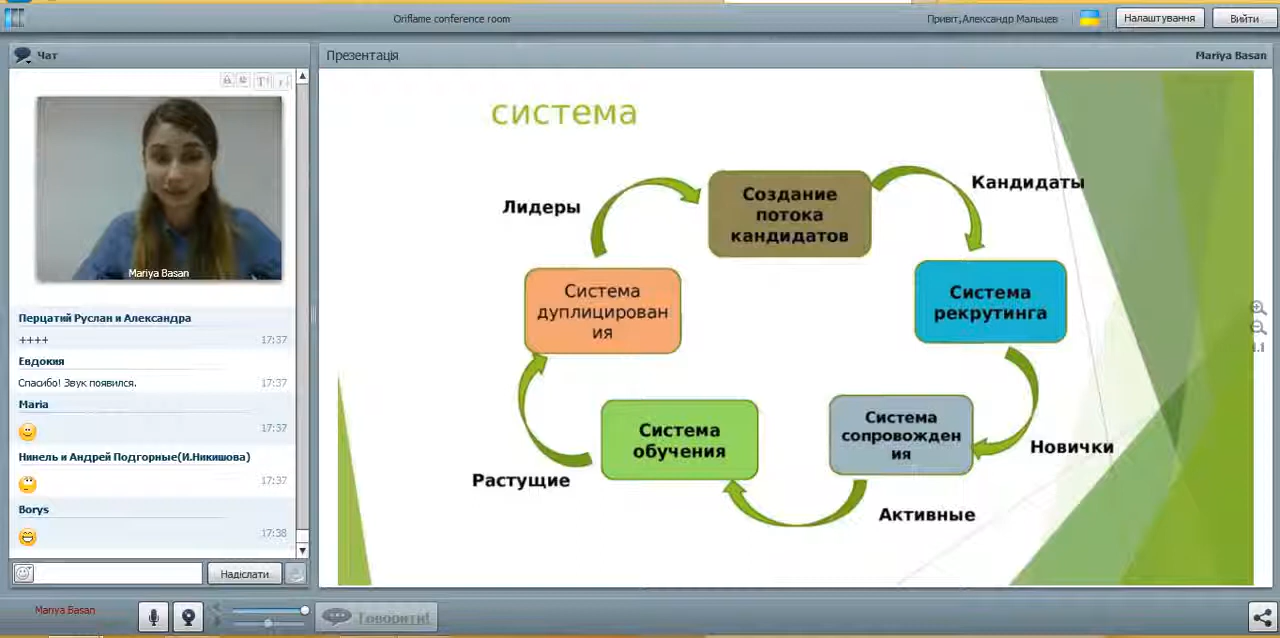 Oriflame conference room
Привіт,Александр Мальцев
Налаштування
Вийти
Чат
Mariya Basan
Перцатий Руслан и Александра
++++ 17:37
Евдокия
Спасибо! Звук появился. 17:37
Maria
17:37
Нинель и Андрей Подгорные(И.Никишова)
17:37
Borys
17:38
Надіслати
Презентація
Mariya Basan
система
Создание
потока
кандидатов
Кандидаты
Система
рекрутинга
Новички
Система
сопровожден
ия
Активные
Система
обучения
Растущие
Система
дуплицирован
ия
Лидеры
Mariya Basan
Говорити!